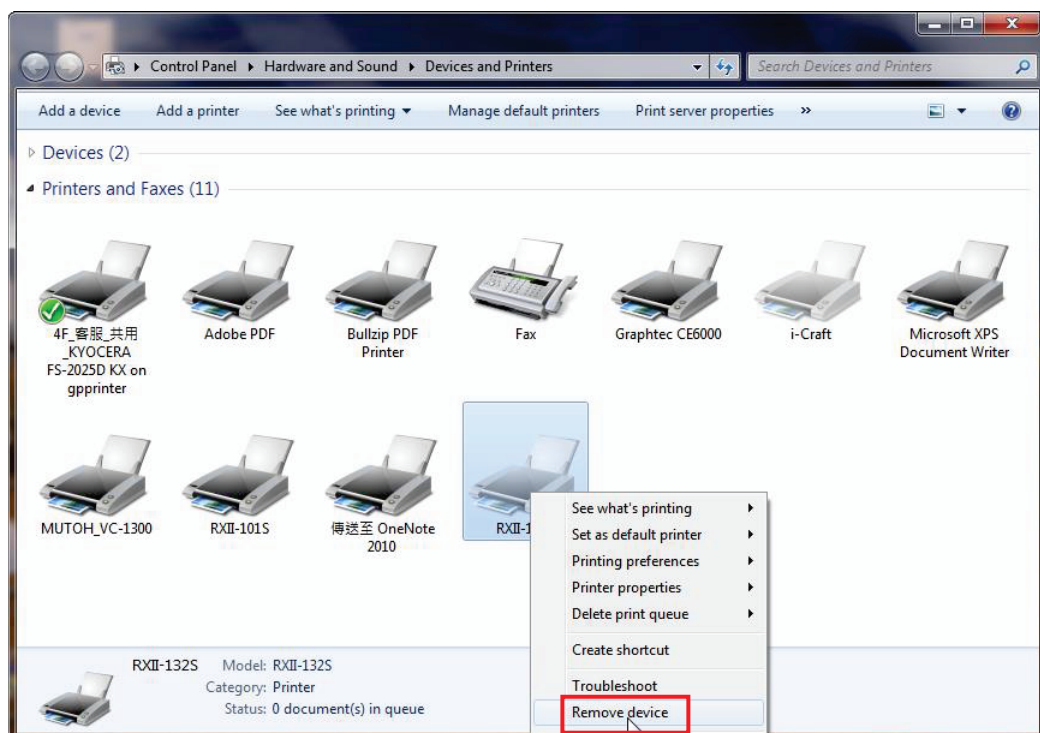 Control Panel ▸ Hardware and Sound ▸ Devices and Printers
Search Devices and Printers
Add a device Add a printer See what's printing Manage default printers Print server properties »
Devices (2)
Printers and Faxes (11)
4F_客服_共用
_KYOCERA
FS-2025D KX on
gpprinter
Adobe PDF
Bullzip PDF
Printer
Fax
Graphtec CE6000
i-Craft
Microsoft XPS
Document Writer
MUTOH_VC-1300
RXII-101S
傳送至 OneNote
2010
RXII-1
See what's printing
Set as default printer
Printing preferences
Printer properties
Delete print queue
Create shortcut
Troubleshoot
Remove device
RXII-132S Model: RXII-132S
Category: Printer
Status: 0 document(s) in queue